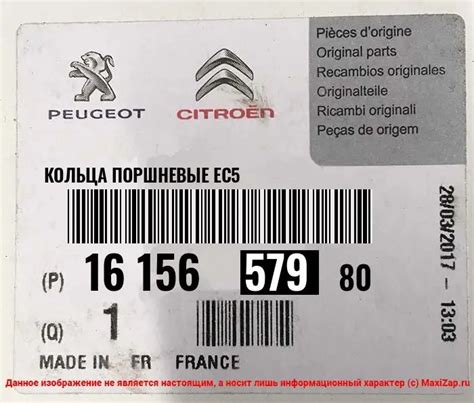 PEUGEOT
CITROËN
Pièces d'origine
Original parts
Recambios originales
Originalteile
Ricambi originali
Peças de origem
КОЛЬЦА ПОРШНЕВЫЕ EC5
(P) 16 156 579 80
(Q) 1
MADE IN FR FRANCE
28/03/2017 – 13:03
Данное изображение не является настоящим, а носит лишь информационный характер (c) MaxiZap.ru